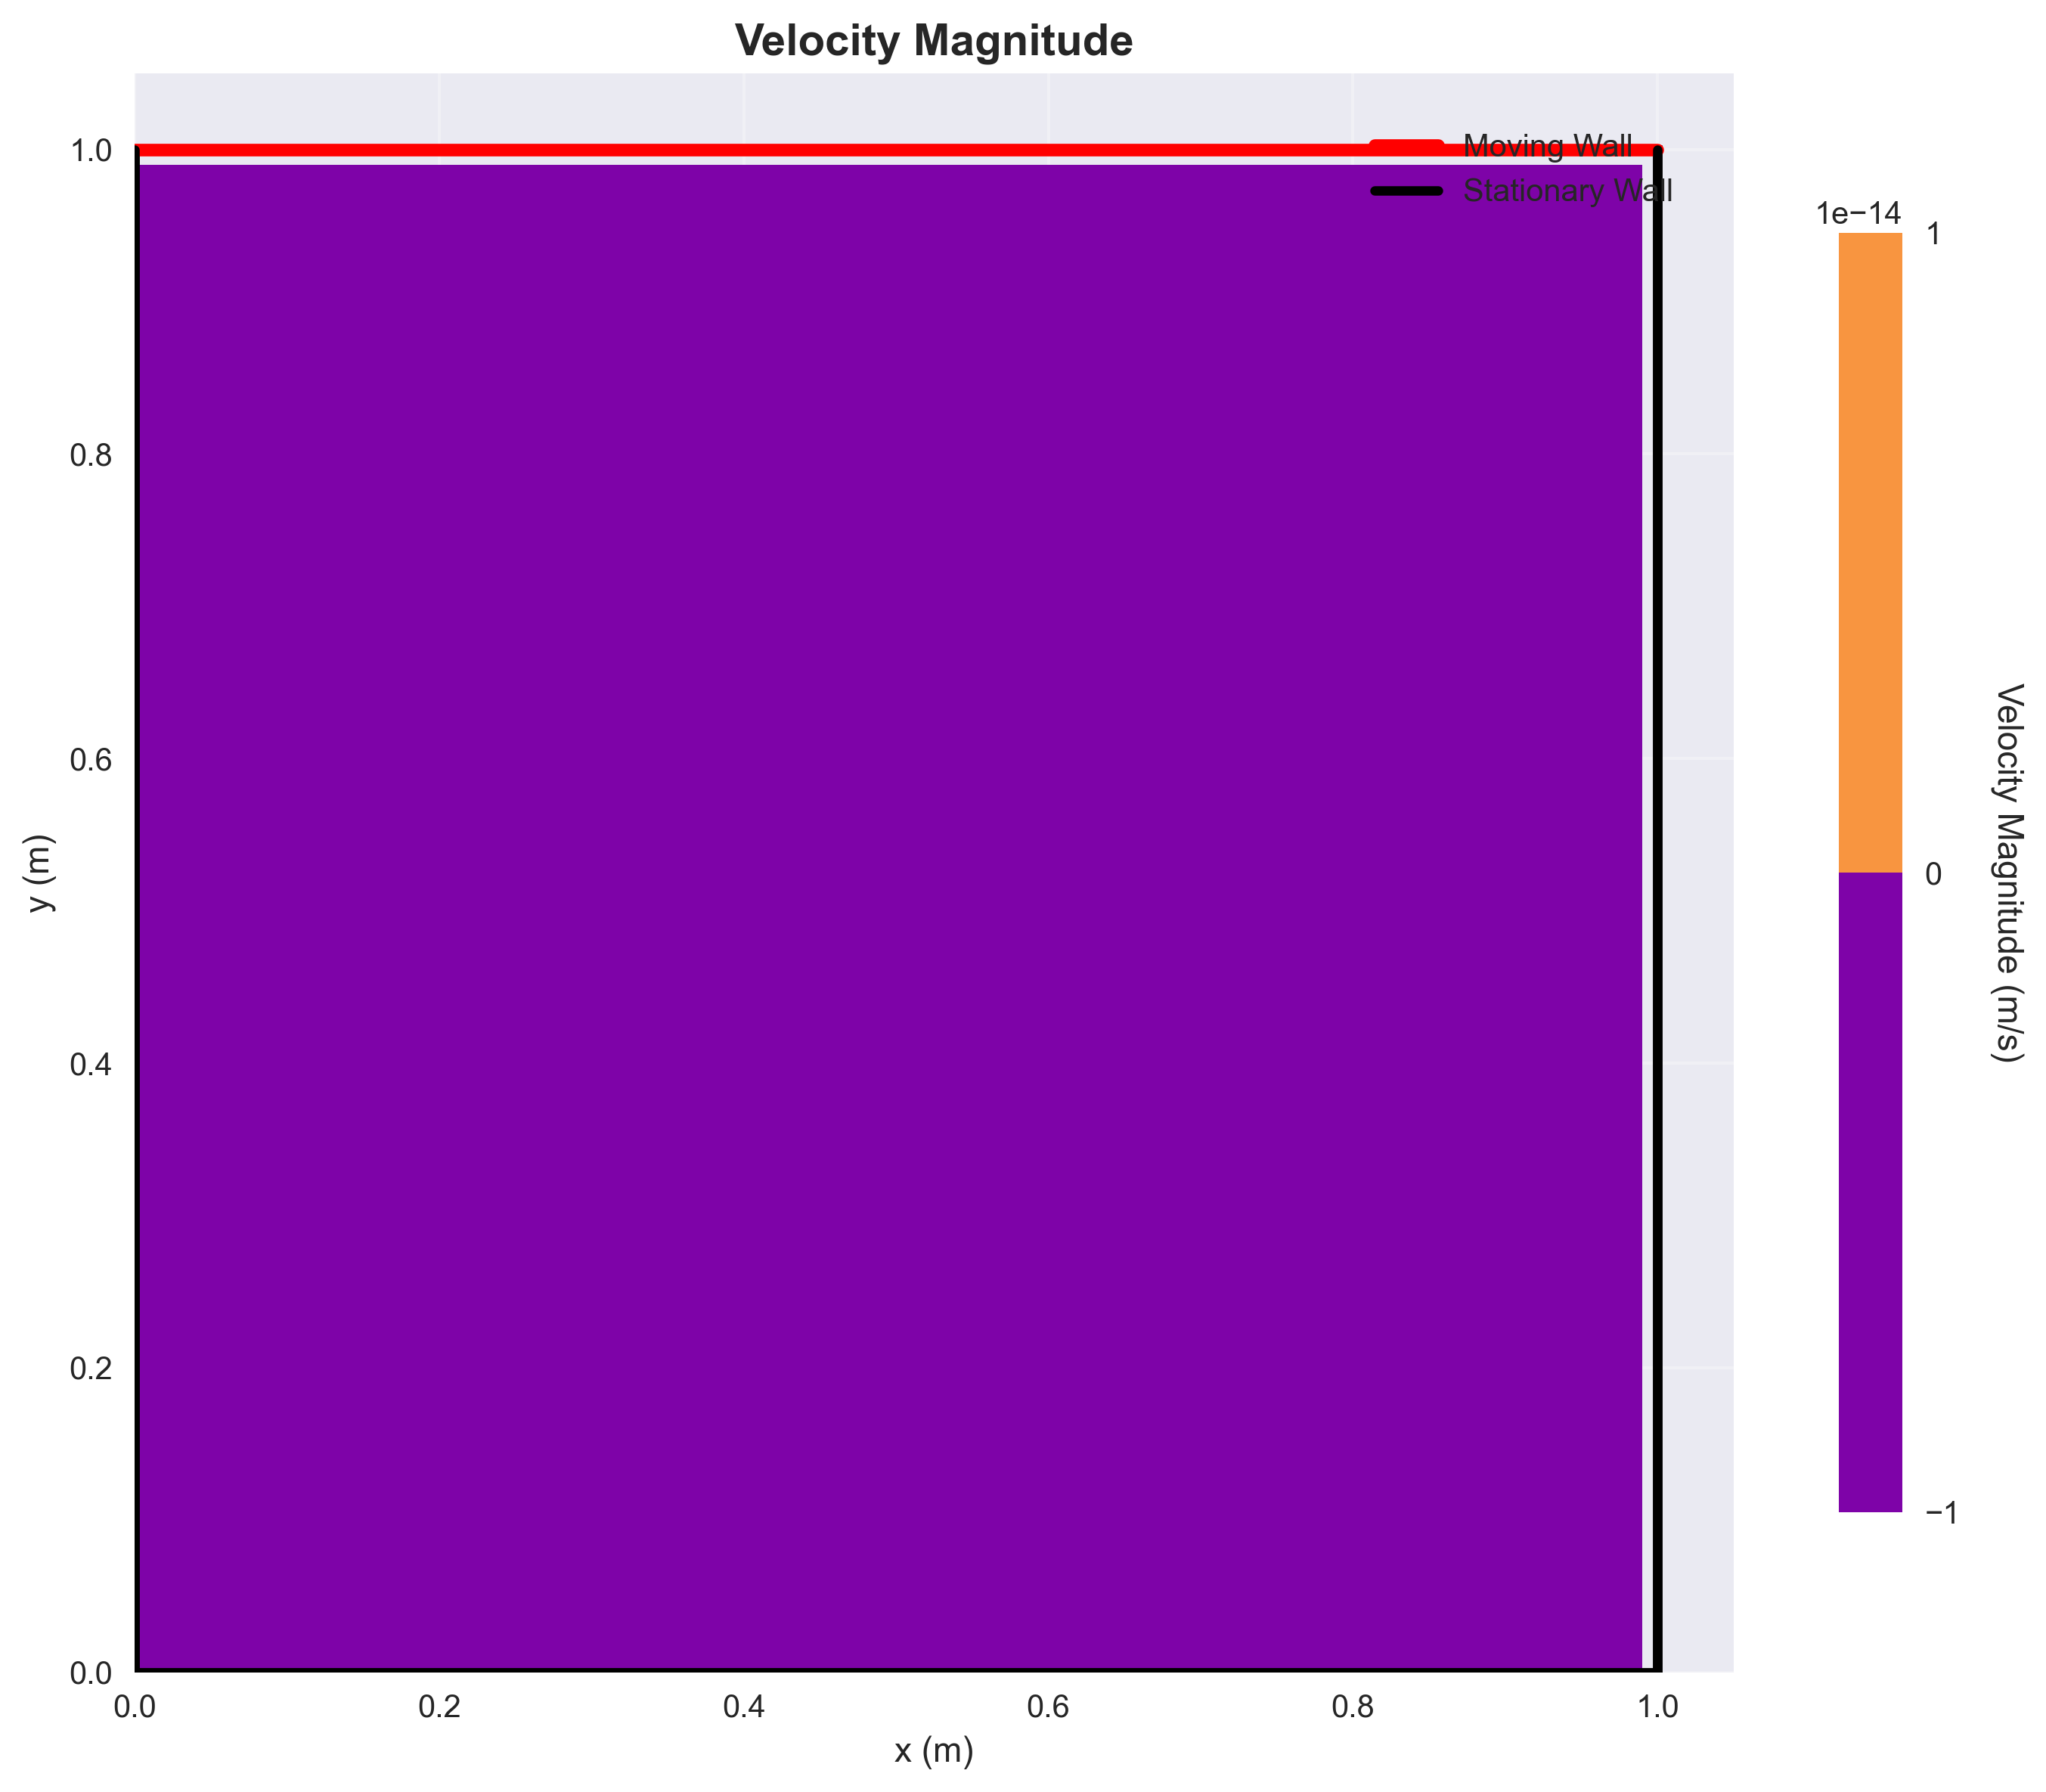 Velocity Magnitude
Moving Wall
Stationary Wall
1.0
0.8
0.6
0.4
0.2
0.0
y (m)
0.0 0.2 0.4 0.6 0.8 1.0
x (m)
1e−14
1
0
−1
Velocity Magnitude (m/s)